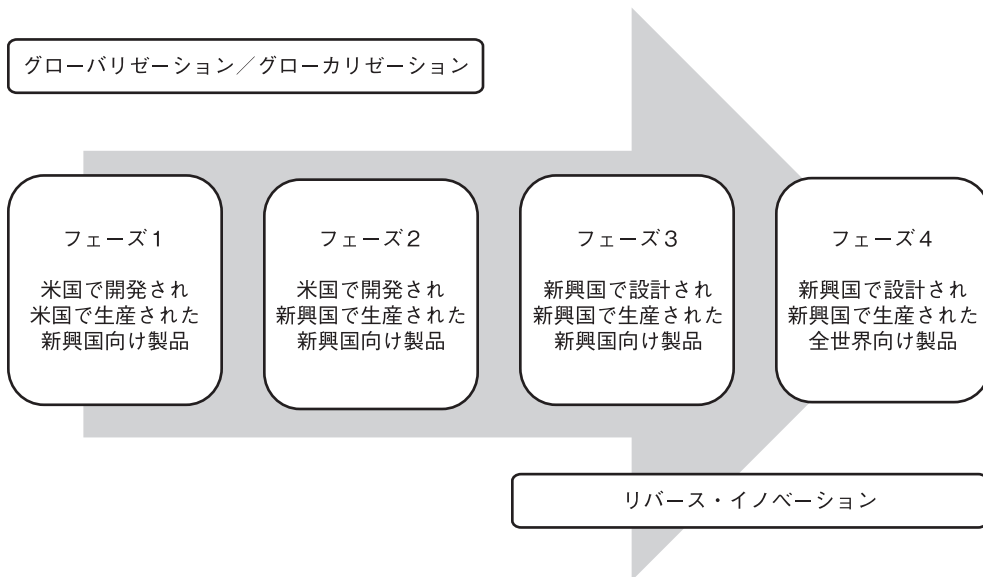 グローバリゼーション／グローカリゼーション
フェーズ1
米国で開発され
米国で生産された
新興国向け製品
フェーズ2
米国で開発され
新興国で生産された
新興国向け製品
フェーズ3
新興国で設計され
新興国で生産された
新興国向け製品
フェーズ4
新興国で設計され
新興国で生産された
全世界向け製品
リバース・イノベーション